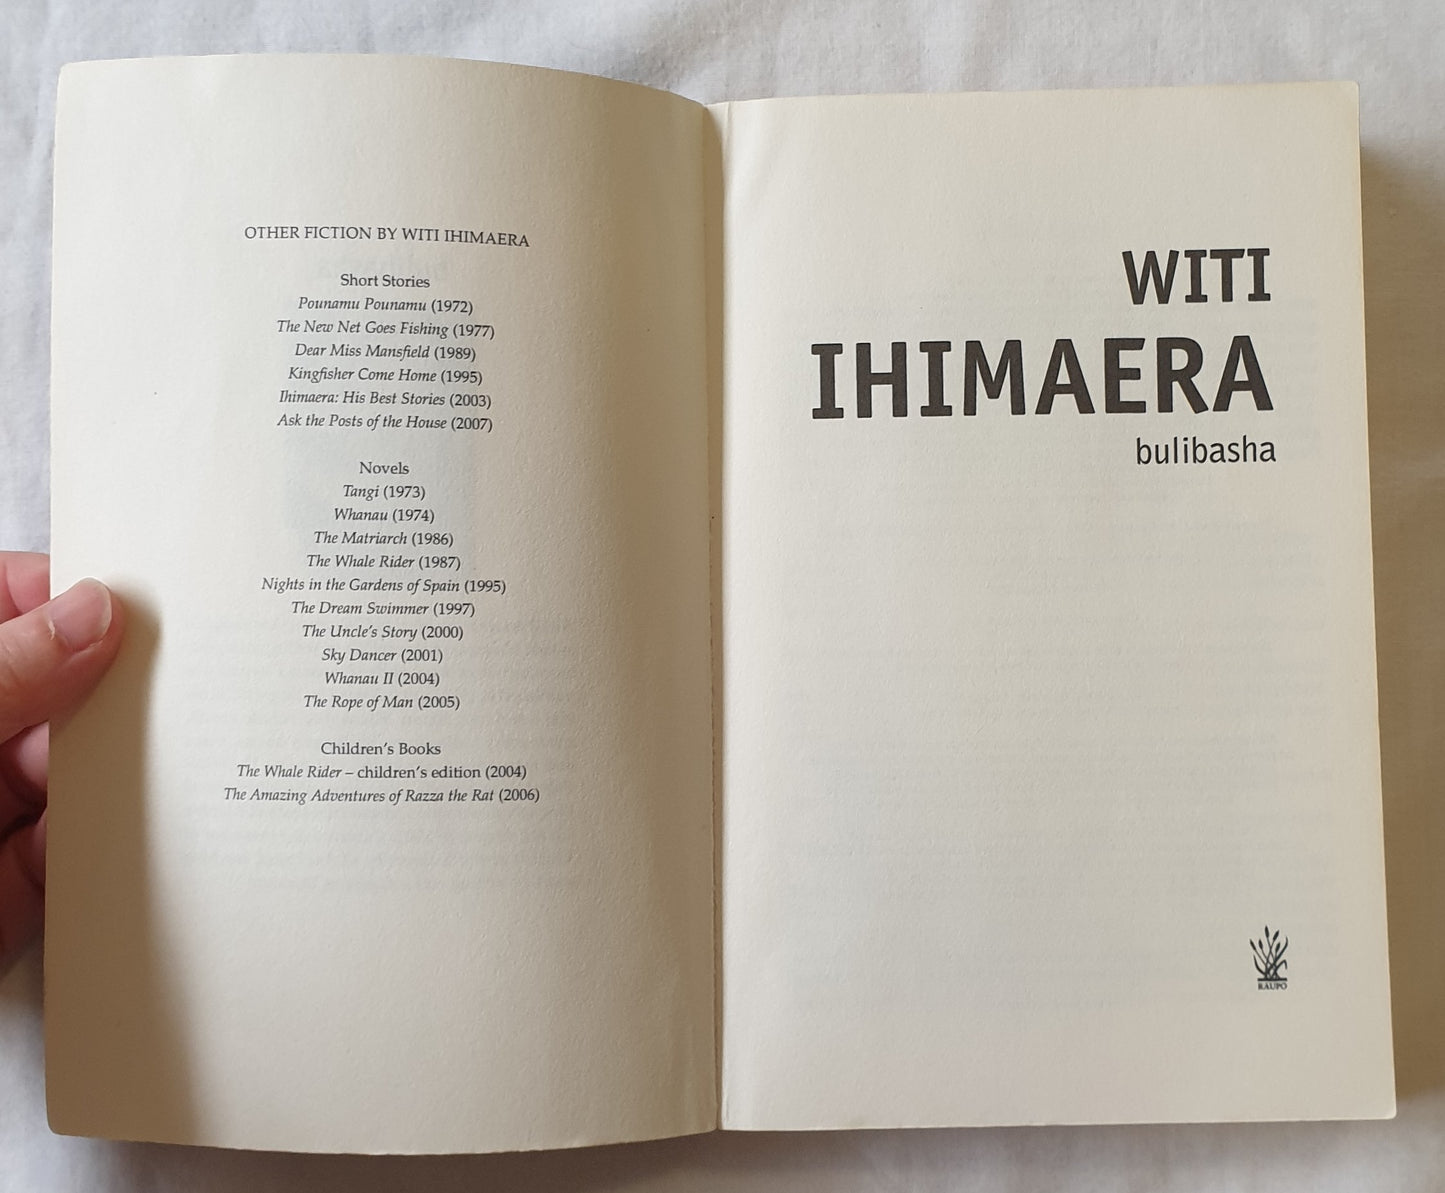 OTHER FICTION BY WITI IHIMAERA
Short Stories
Pounamu Pounamu (1972)
The New Net Goes Fishing (1977)
Dear Miss Mansfield (1989)
Kingfisher Come Home (1995)
Ihimaera: His Best Stories (2003)
Ask the Posts of the House (2007)
Novels
Tangi (1973)
Whanau (1974)
The Matriarch (1986)
The Whale Rider (1987)
Nights in the Gardens of Spain (1995)
The Dream Swimmer (1997)
The Uncle's Story (2000)
Sky Dancer (2001)
Whanau II (2004)
The Rope of Man (2005)
Children's Books
The Whale Rider – children's edition (2004)
The Amazing Adventures of Razza the Rat (2006)
WITI
IHIMAERA
bulibasha
RAUPO